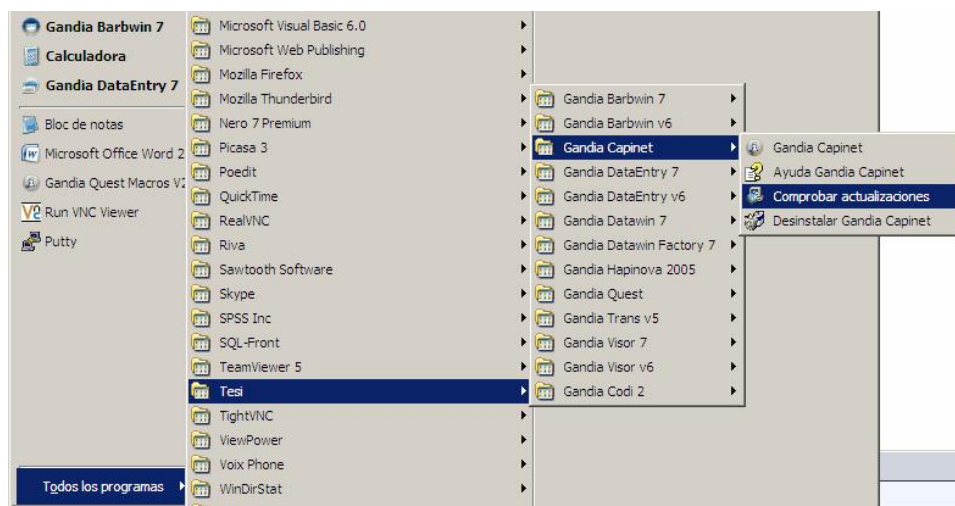 Gandia Barbwin 7
Calculadora
Gandia DataEntry 7
Bloc de notas
Microsoft Office Word 2
Gandia Quest Macros V2
Run VNC Viewer
Putty
Todos los programas
Microsoft Visual Basic 6.0
Microsoft Web Publishing
Mozilla Firefox
Mozilla Thunderbird
Nero 7 Premium
Picasa 3
Poedit
QuickTime
RealVNC
Riva
Sawtooth Software
Skype
SPSS Inc
SQL-Front
TeamViewer 5
Tesi
TightVNC
ViewPower
Voix Phone
WinDirStat
Gandia Barbwin 7
Gandia Barbwin v6
Gandia Capinet
Gandia DataEntry 7
Gandia DataEntry v6
Gandia Datawin 7
Gandia Datawin Factory 7
Gandia Hapinova 2005
Gandia Quest
Gandia Trans v5
Gandia Visor 7
Gandia Visor v6
Gandia Codi 2
Gandia Capinet
Ayuda Gandia Capinet
Comprobar actualizaciones
Desinstalar Gandia Capinet